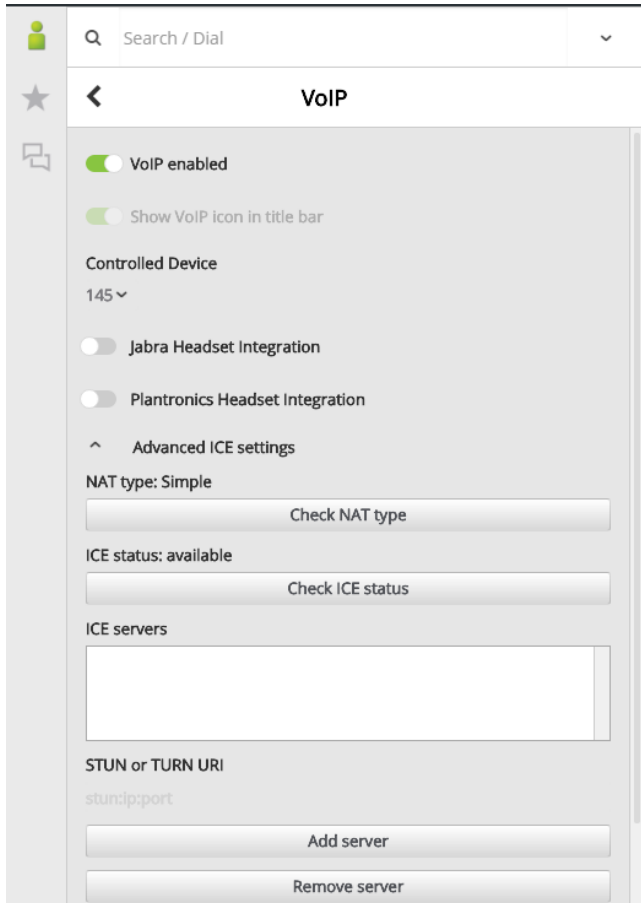 Search / Dial
VoIP
VoIP enabled
Show VoIP icon in title bar
Controlled Device
145
Jabra Headset Integration
Plantronics Headset Integration
Advanced ICE settings
NAT type: Simple
Check NAT type
ICE status: available
Check ICE status
ICE servers
STUN or TURN URI
stun:ip:port
Add server
Remove server